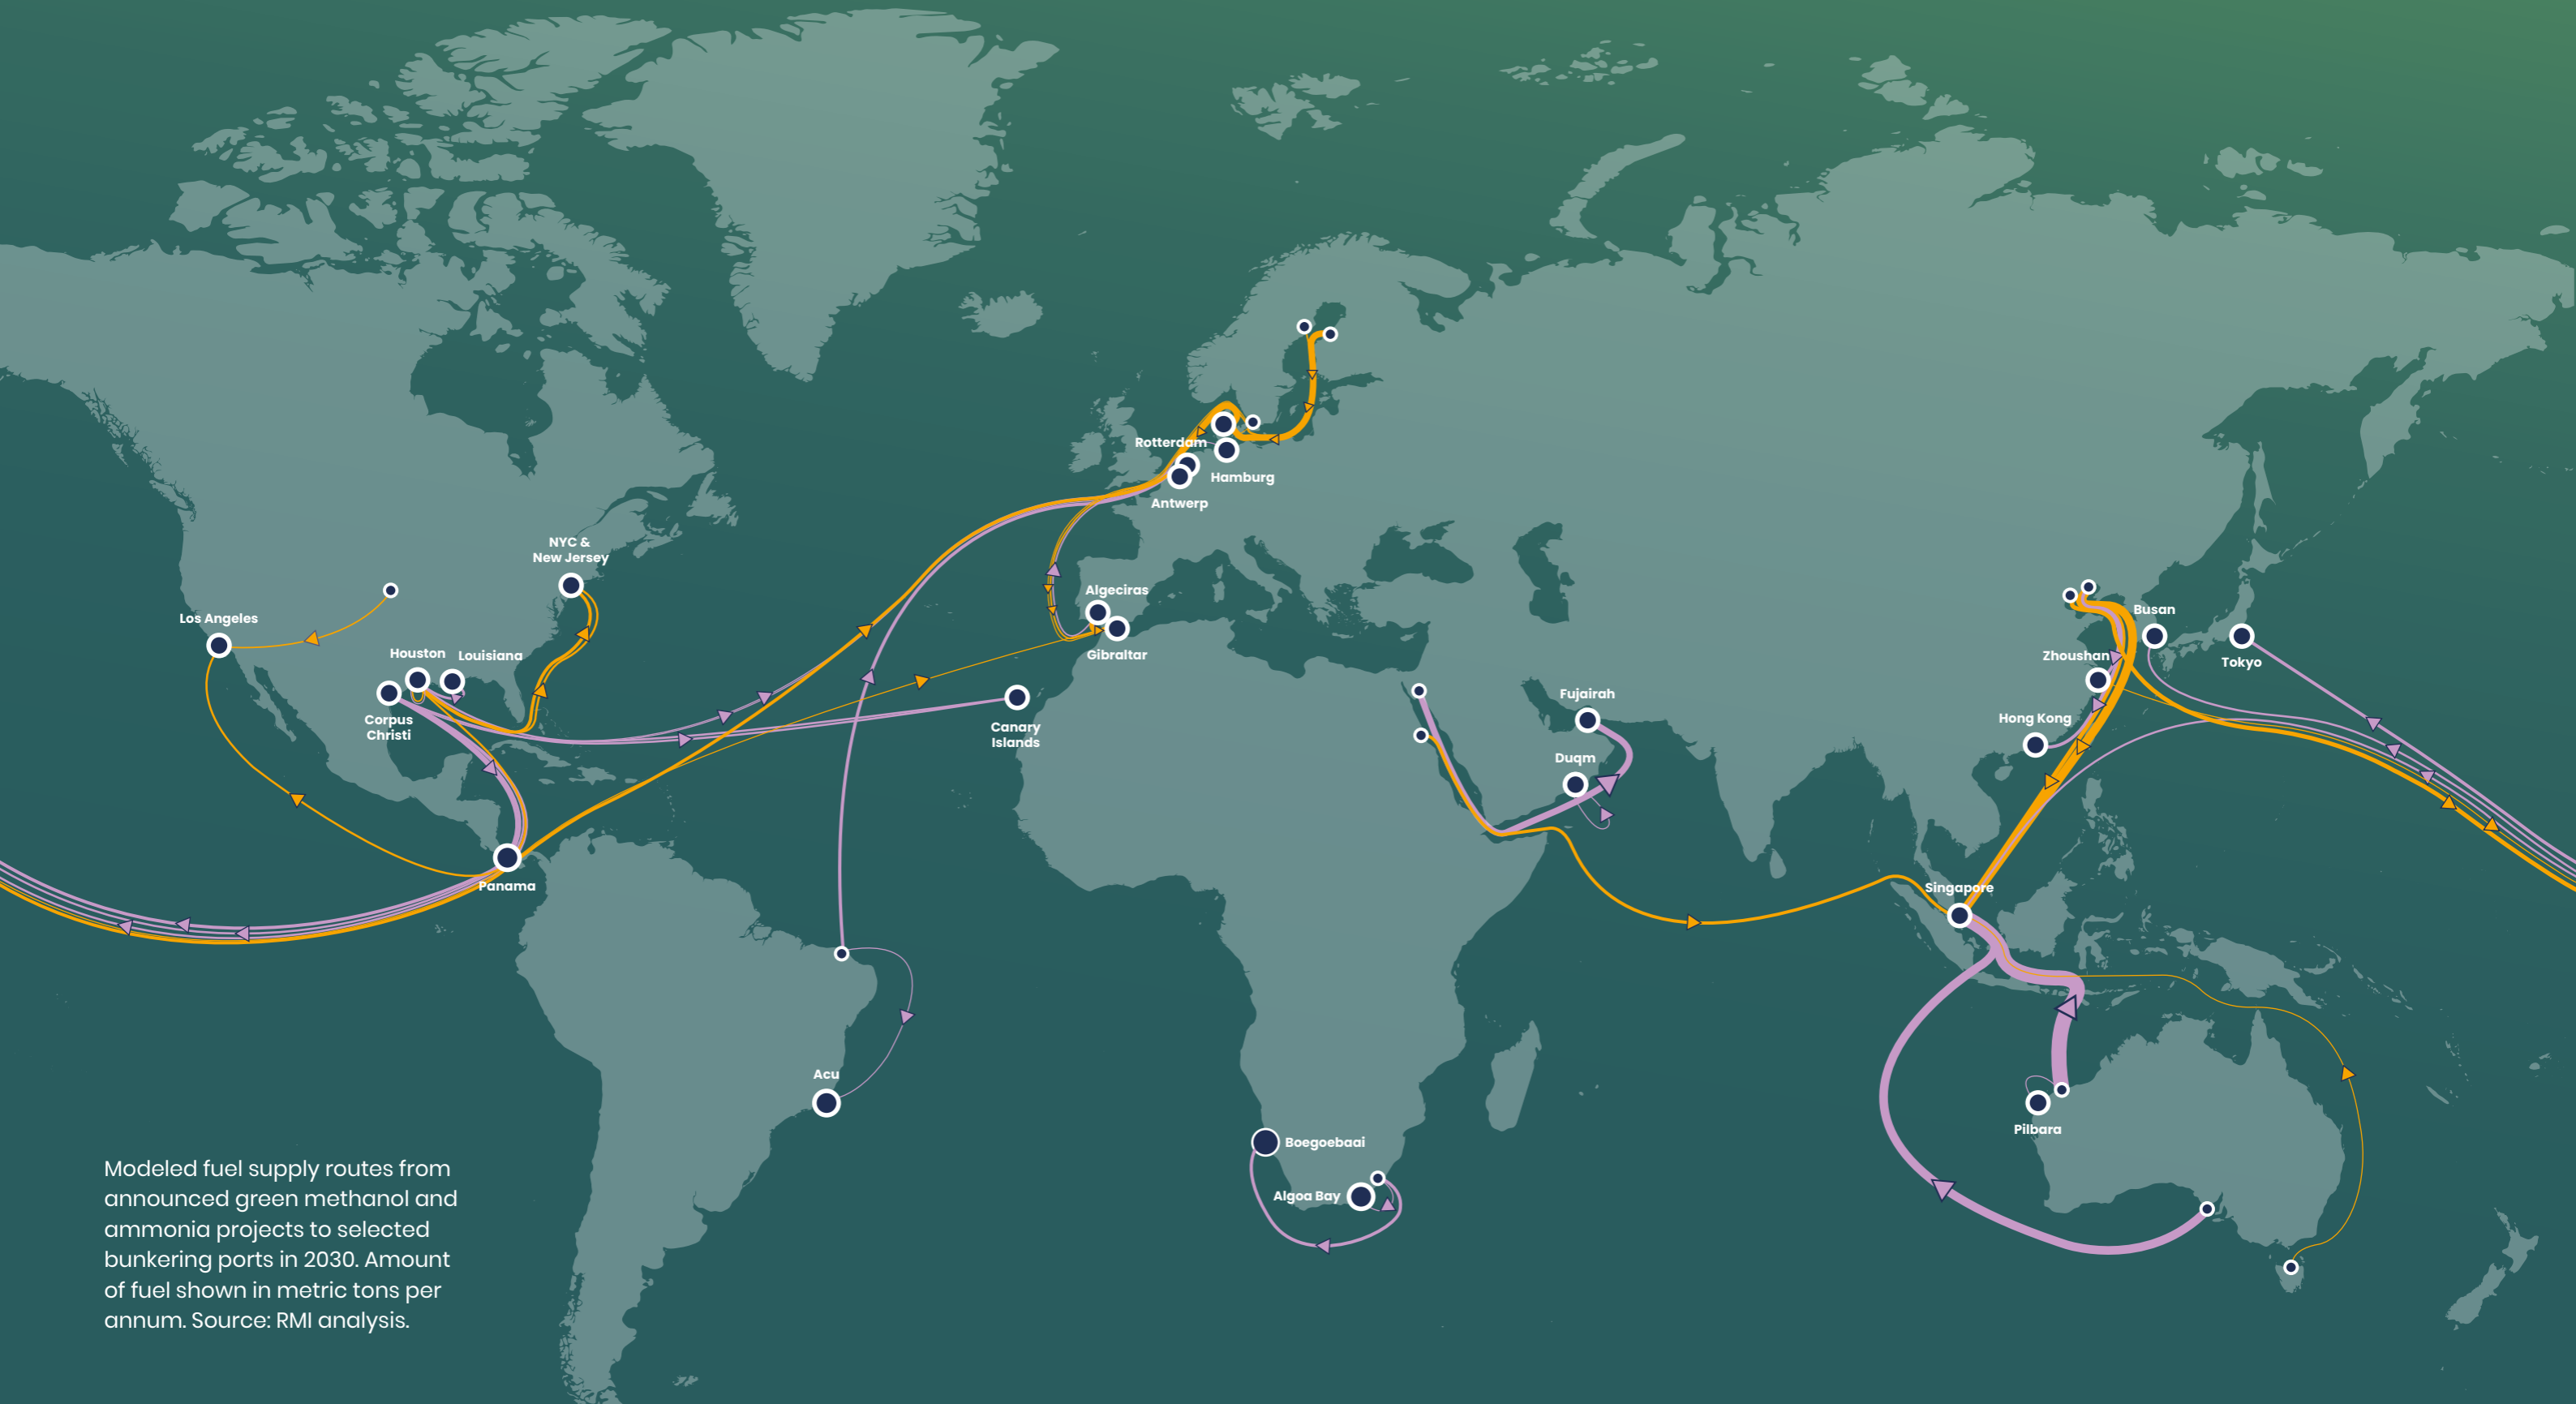 Rotterdam
Hamburg
Antwerp
NYC &
New Jersey
Algeciras
Busan
Los Angeles
Houston
Louisiana
Gibraltar
Zhoushan
Tokyo
Fujairah
Corpus
Christi
Canary
Islands
Hong Kong
Duqm
Panama
Singapore
Acu
Pilbara
Boegoebaai
Algoa Bay
Modeled fuel supply routes from
announced green methanol and
ammonia projects to selected
bunkering ports in 2030. Amount
of fuel shown in metric tons per
annum. Source: RMI analysis.